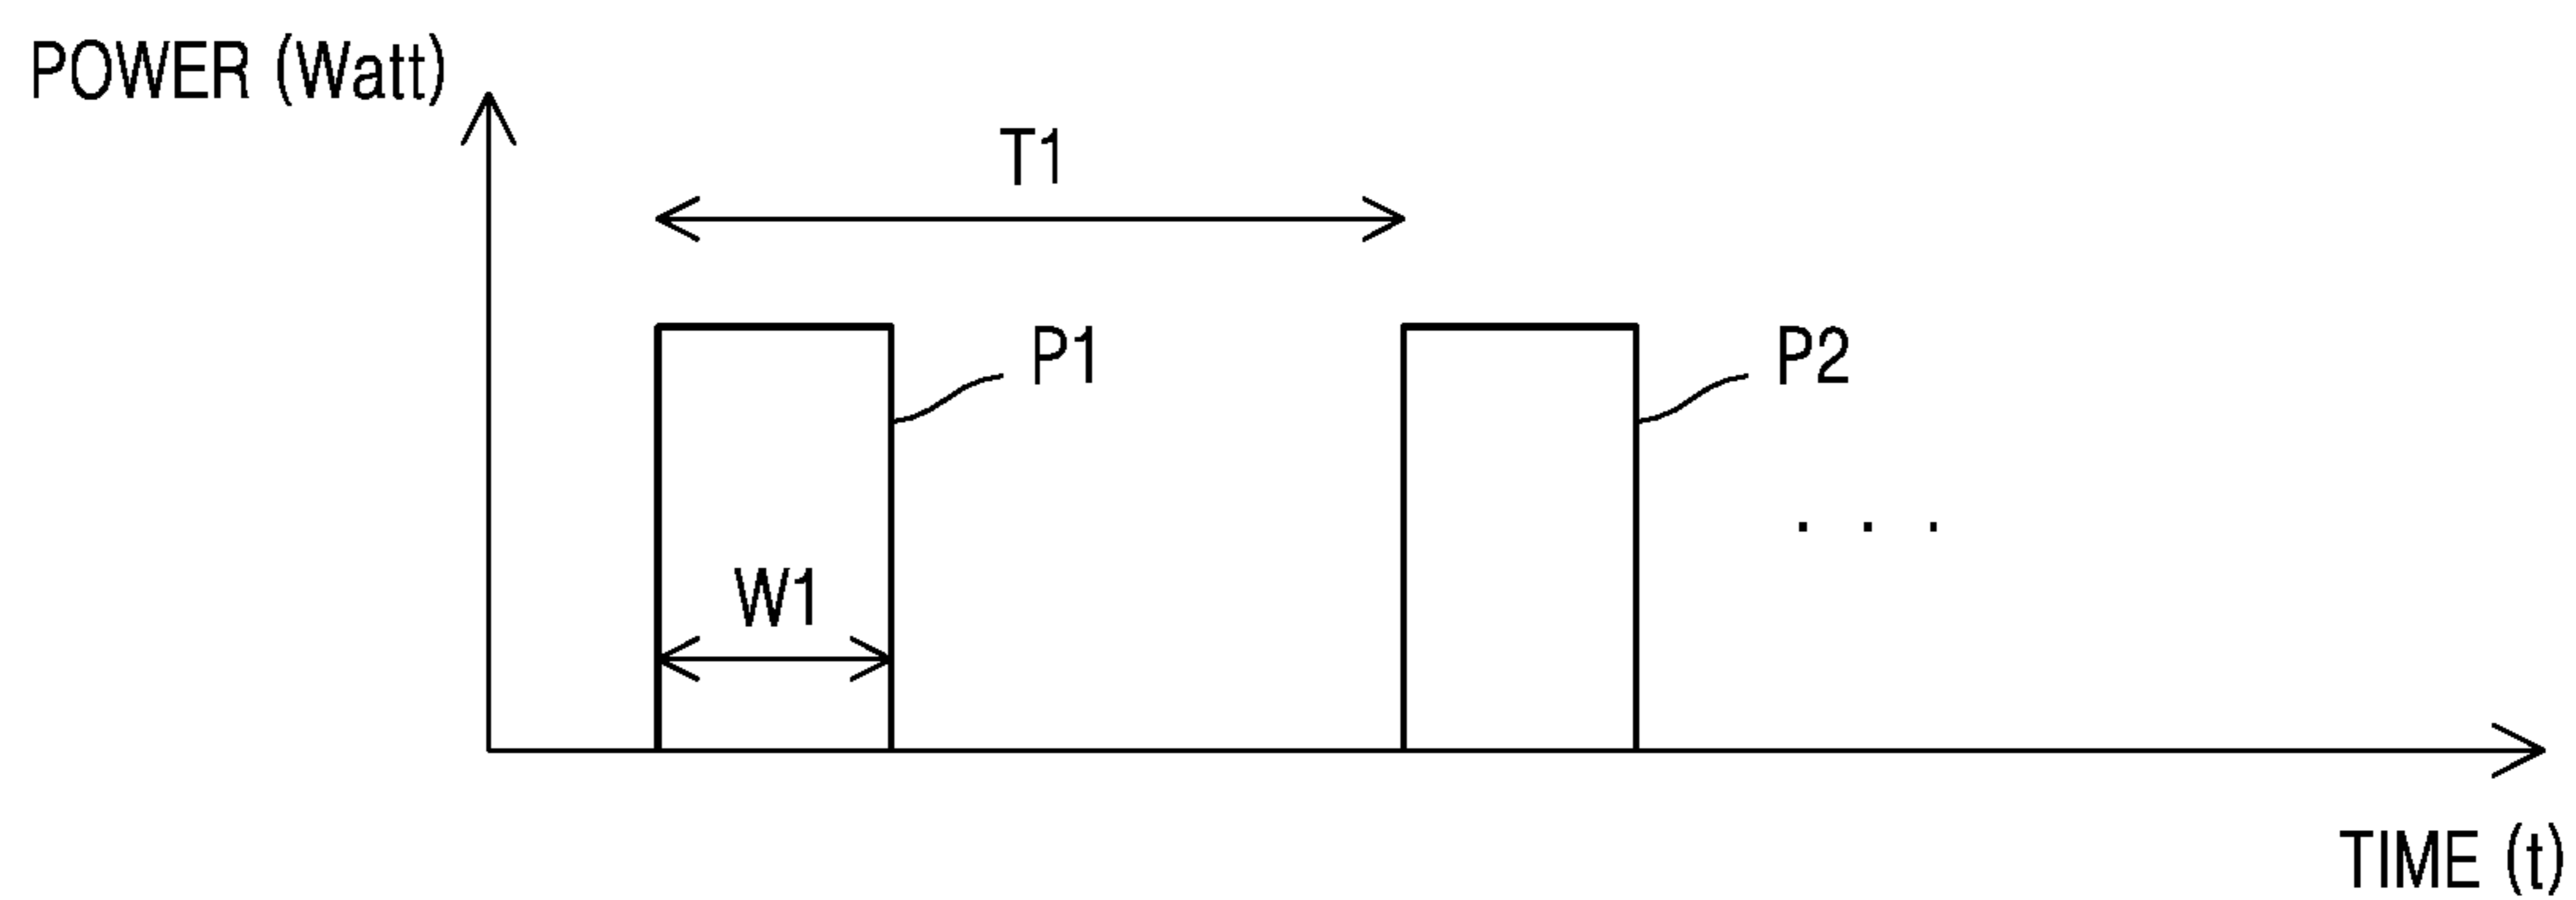 POWER (Watt)
T1
P1
P2
. . .
W1
TIME (t)